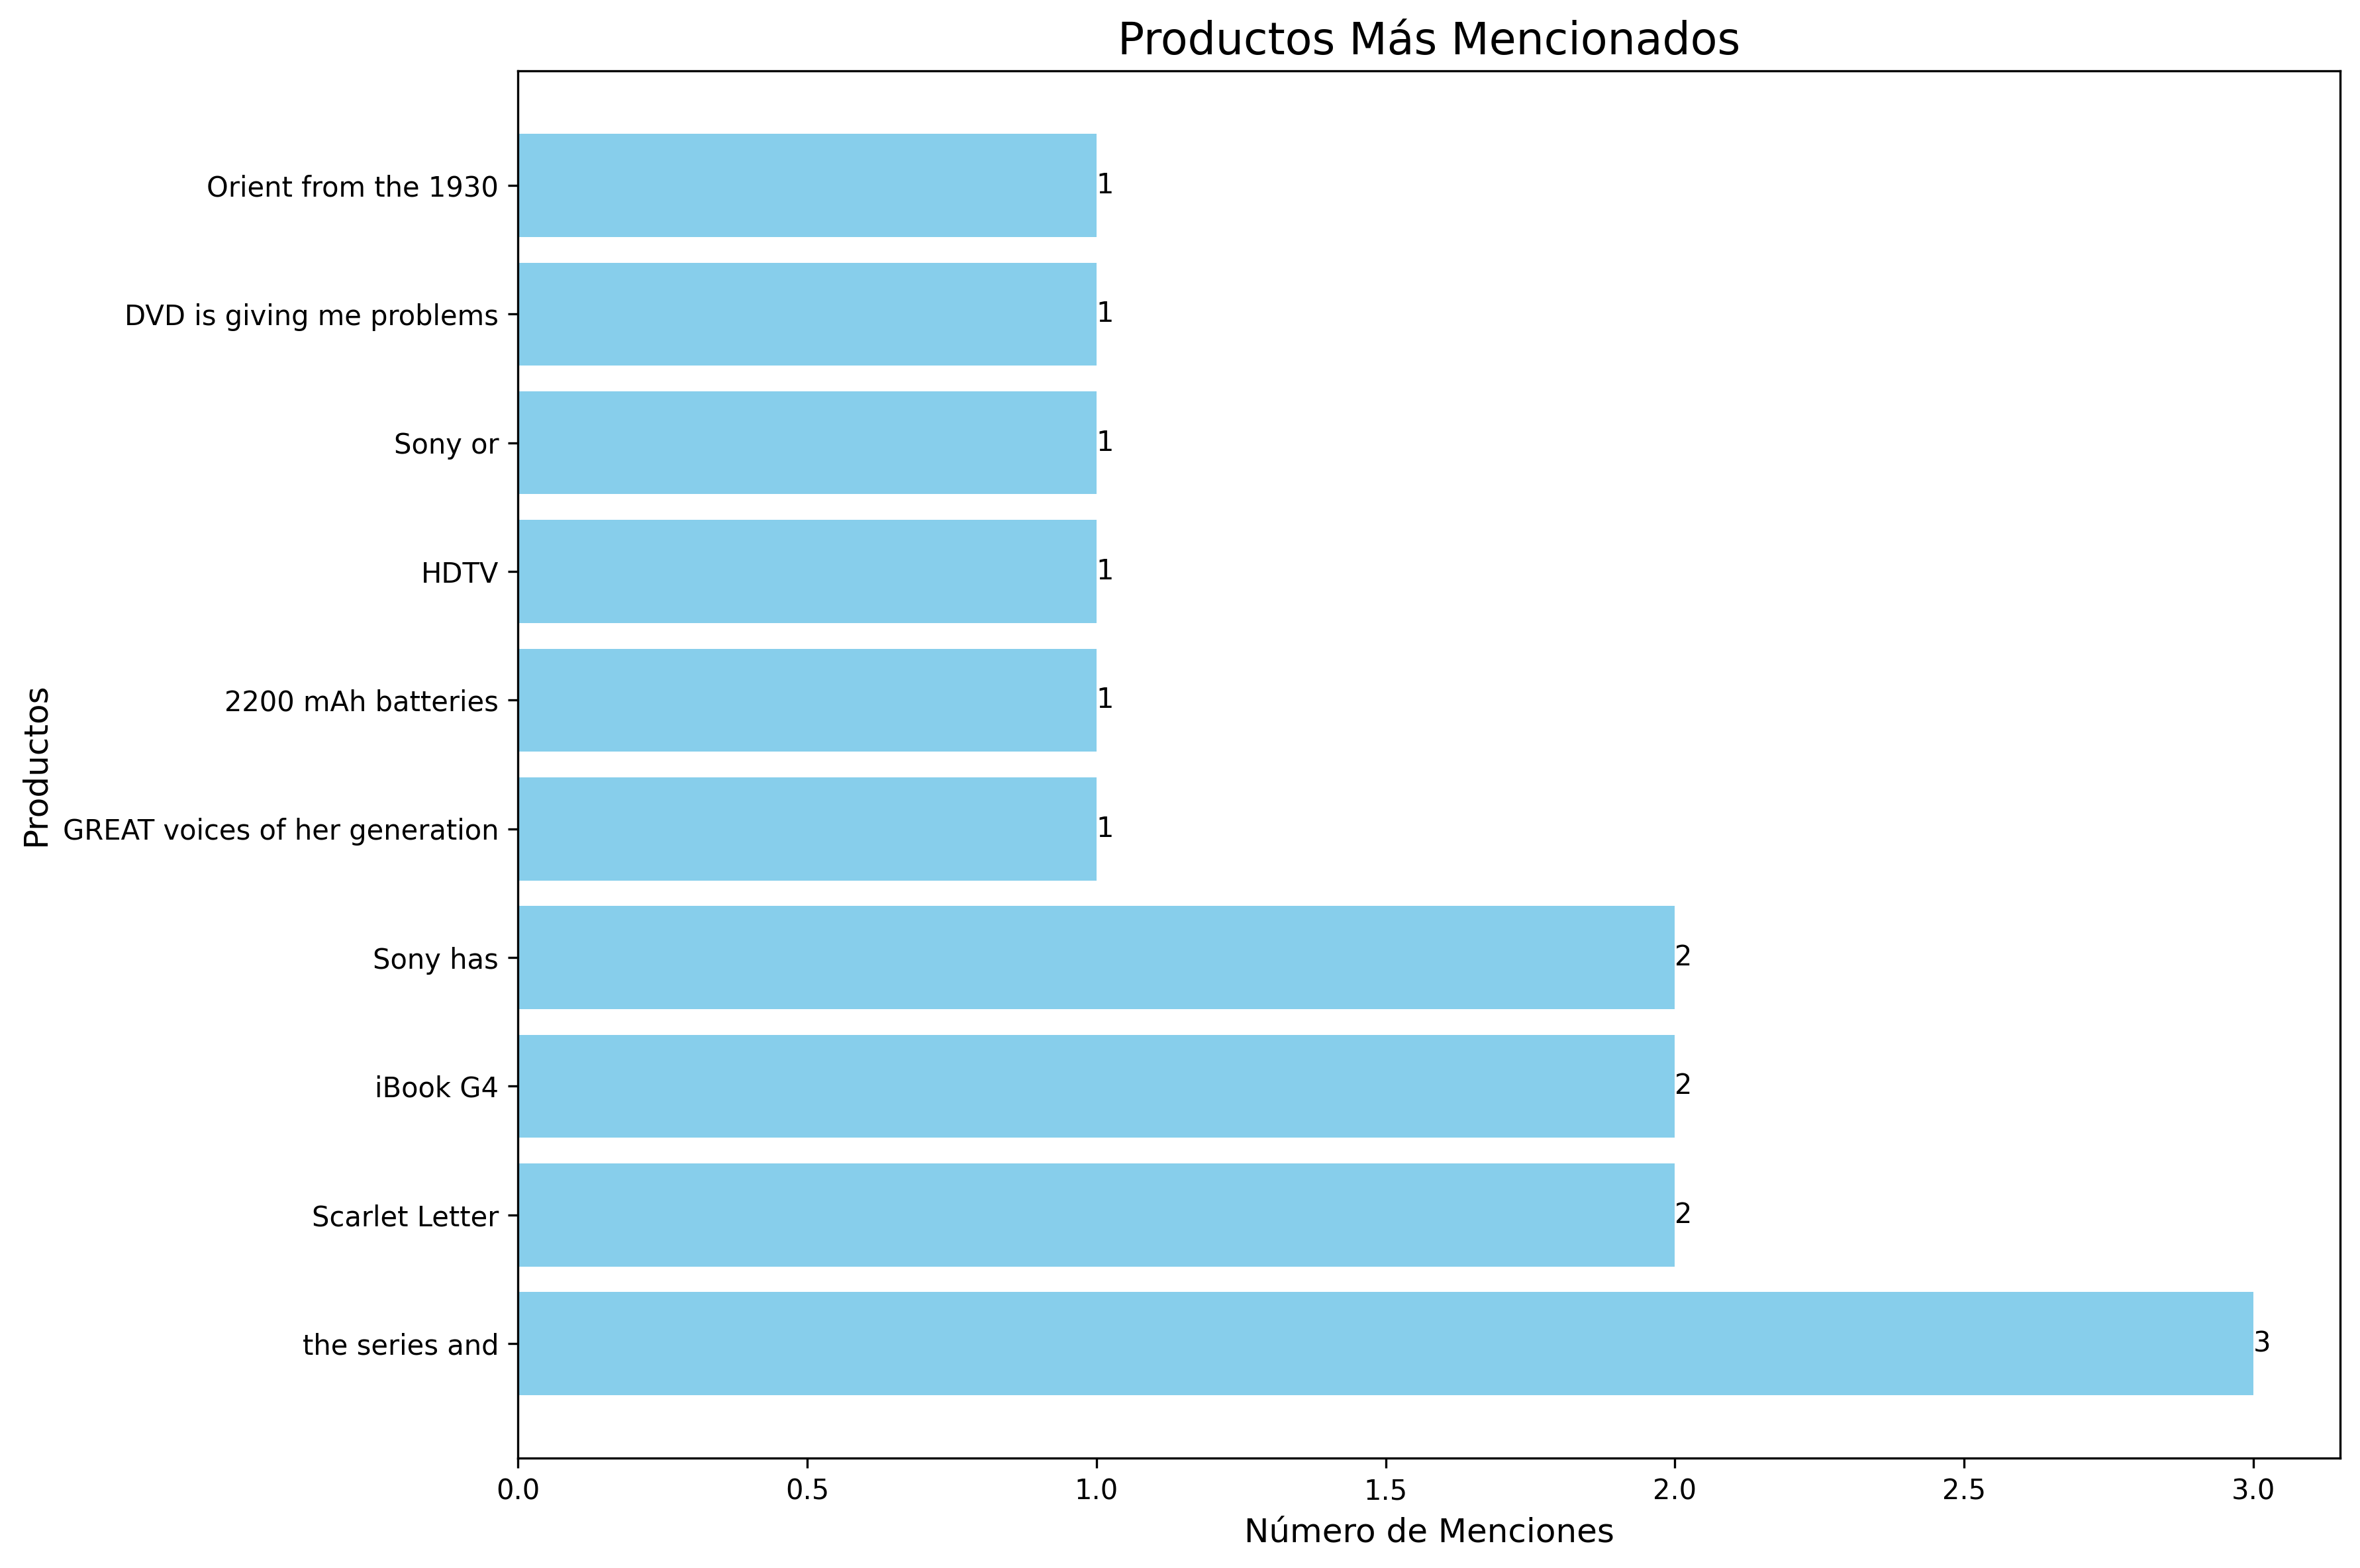 Productos Más Mencionados
Productos
Orient from the 1930
1
DVD is giving me problems
1
Sony or
1
HDTV
1
2200 mAh batteries
1
GREAT voices of her generation
1
Sony has
2
iBook G4
2
Scarlet Letter
2
the series and
3
0.0 0.5 1.0 1.5 2.0 2.5 3.0
Número de Menciones